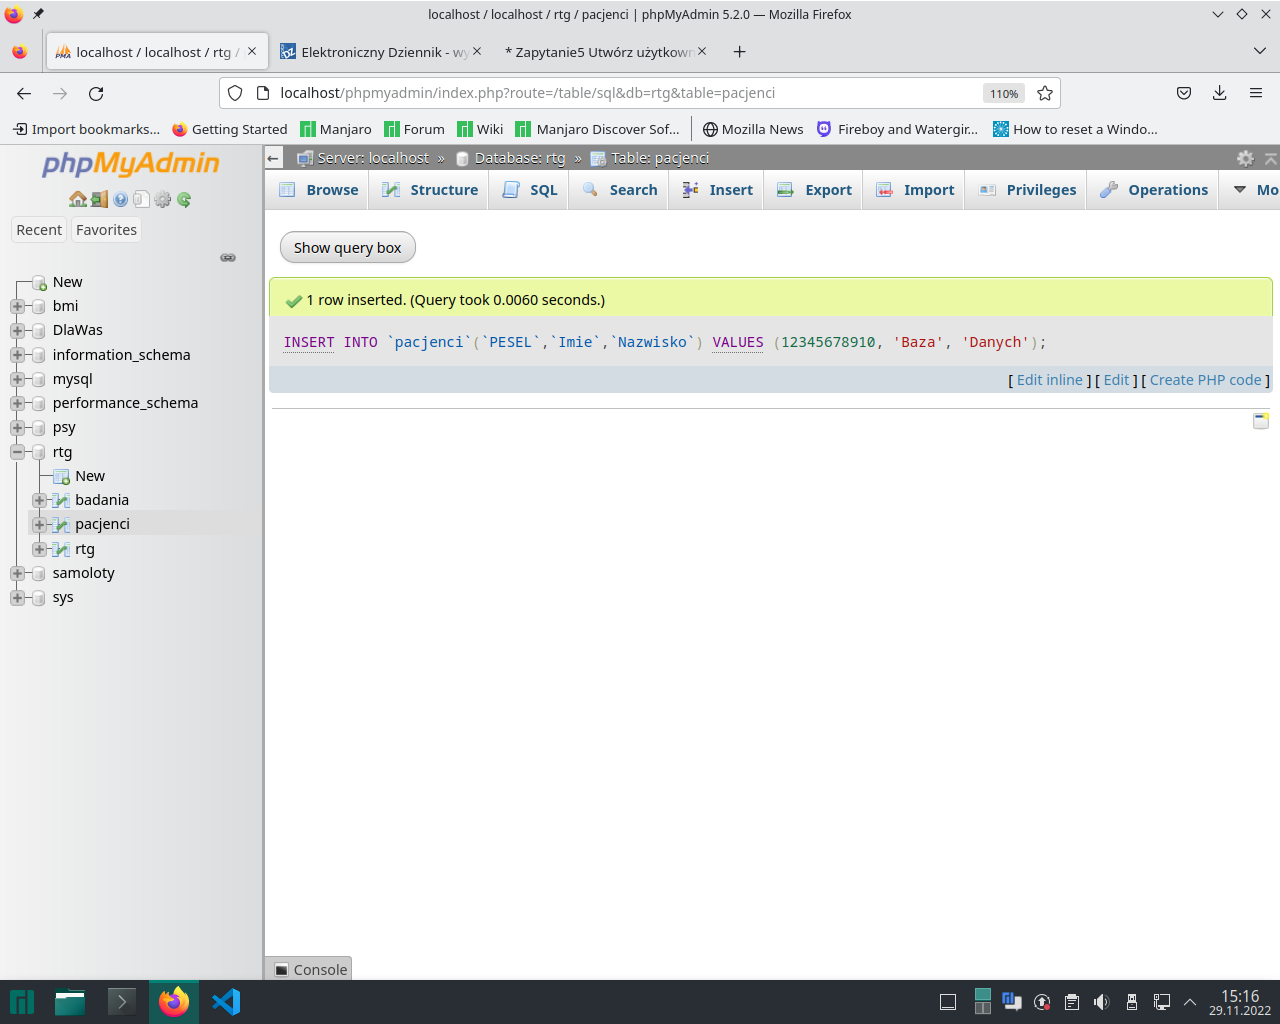 localhost / localhost / rtg / pacjenci | phpMyAdmin 5.2.0 — Mozilla Firefox
localhost / localhost / rtg /
Elektroniczny Dziennik - wy
* Zapytanie5 Utwórz użytkown
localhost/phpmyadmin/index.php?route=/table/sql&db=rtg&table=pacjenci
110%
Import bookmarks... Getting Started Manjaro Forum Wiki Manjaro Discover Sof... Mozilla News Fireboy and Watergir... How to reset a Windo...
phpMyAdmin
Recent Favorites
New
bmi
DlaWas
information_schema
mysql
performance_schema
psy
rtg
New
badania
pacjenci
rtg
samoloty
sys
Server: localhost » Database: rtg » Table: pacjenci
Browse Structure SQL Search Insert Export Import Privileges Operations Mo
Show query box
1 row inserted. (Query took 0.0060 seconds.)
INSERT INTO `pacjenci`(`PESEL`,`Imie`,`Nazwisko`) VALUES (12345678910, 'Baza', 'Danych');
[ Edit inline ] [ Edit ] [ Create PHP code ]
Console
15:16
29.11.2022